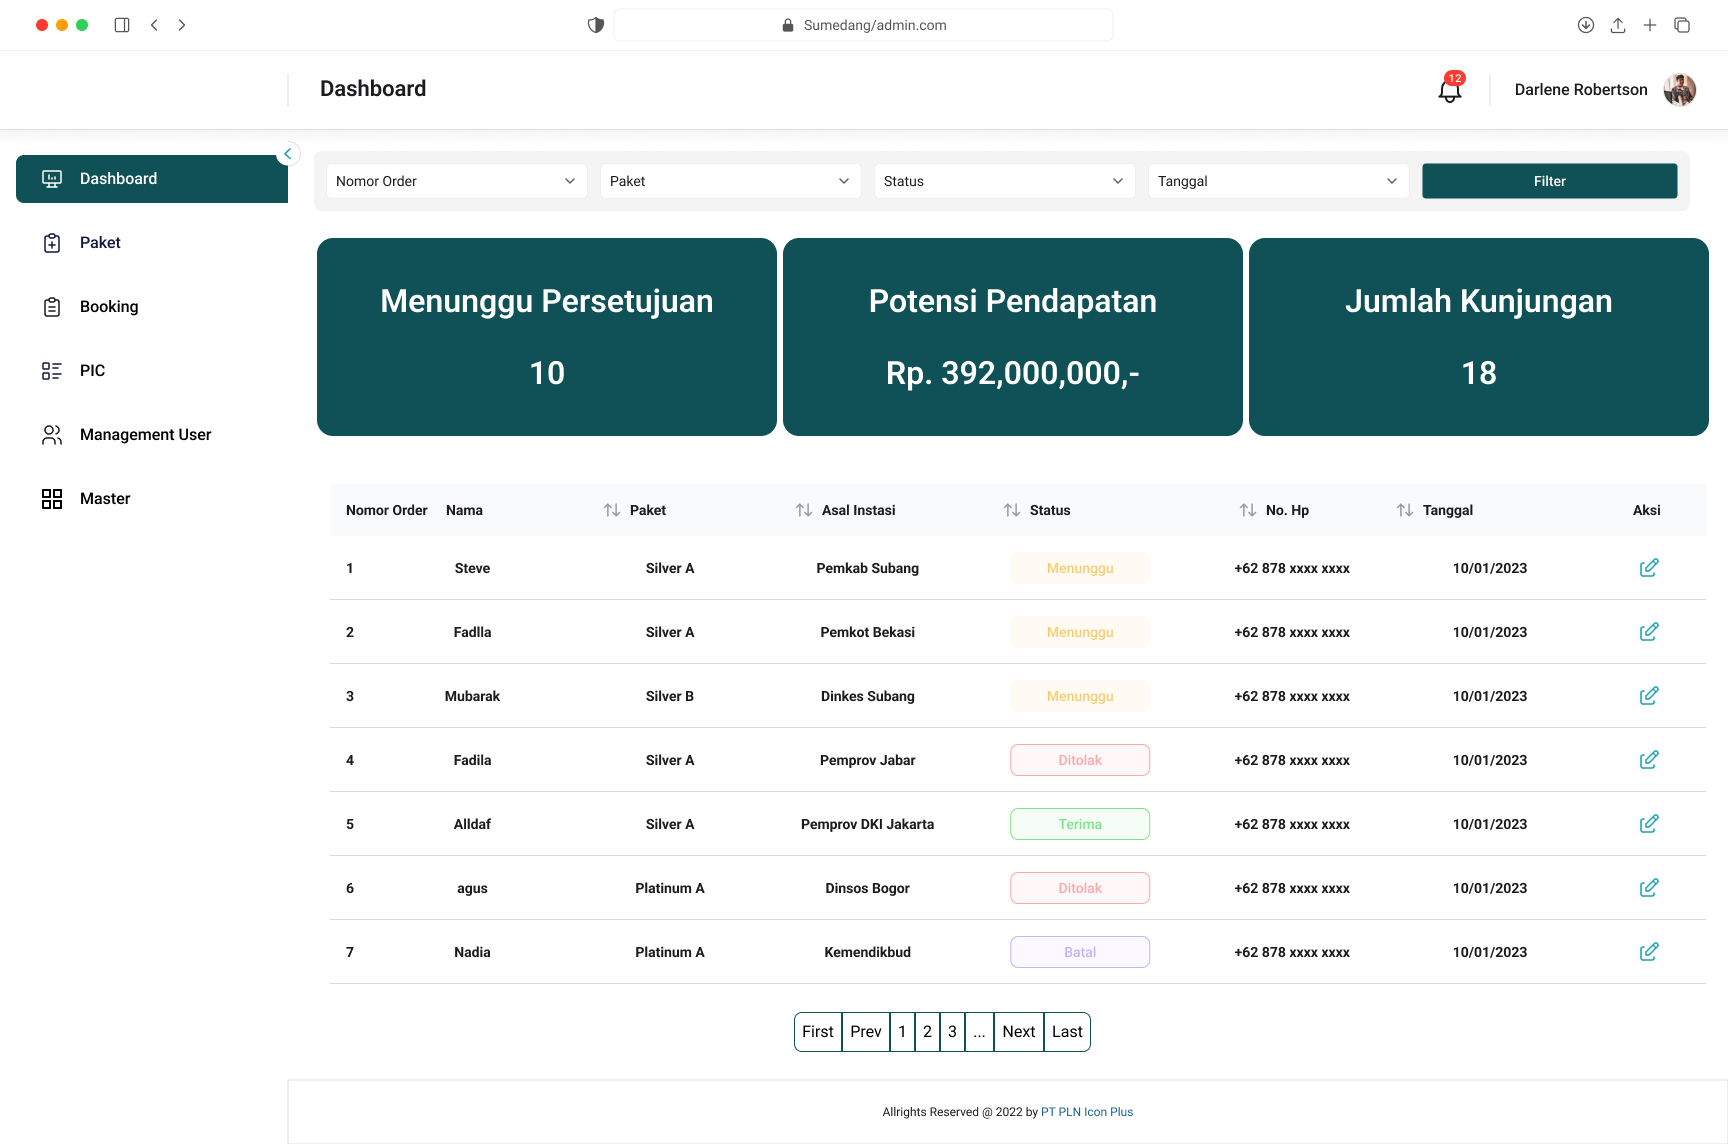 Sumedang/admin.com
Dashboard
12
Darlene Robertson
Dashboard
Paket
Booking
PIC
Management User
Master
Nomor Order Paket Status Tanggal Filter
Menunggu Persetujuan
10
Potensi Pendapatan
Rp. 392,000,000,-
Jumlah Kunjungan
18
Nomor Order Nama Paket Asal Instasi Status No. Hp Tanggal Aksi
1 Steve Silver A Pemkab Subang Menunggu +62 878 xxxx xxxx 10/01/2023
2 Fadlla Silver A Pemkot Bekasi Menunggu +62 878 xxxx xxxx 10/01/2023
3 Mubarak Silver B Dinkes Subang Menunggu +62 878 xxxx xxxx 10/01/2023
4 Fadila Silver A Pemprov Jabar Ditolak +62 878 xxxx xxxx 10/01/2023
5 Alldaf Silver A Pemprov DKI Jakarta Terima +62 878 xxxx xxxx 10/01/2023
6 agus Platinum A Dinsos Bogor Ditolak +62 878 xxxx xxxx 10/01/2023
7 Nadia Platinum A Kemendikbud Batal +62 878 xxxx xxxx 10/01/2023
First Prev 1 2 3 ... Next Last
Allrights Reserved @ 2022 by PT PLN Icon Plus